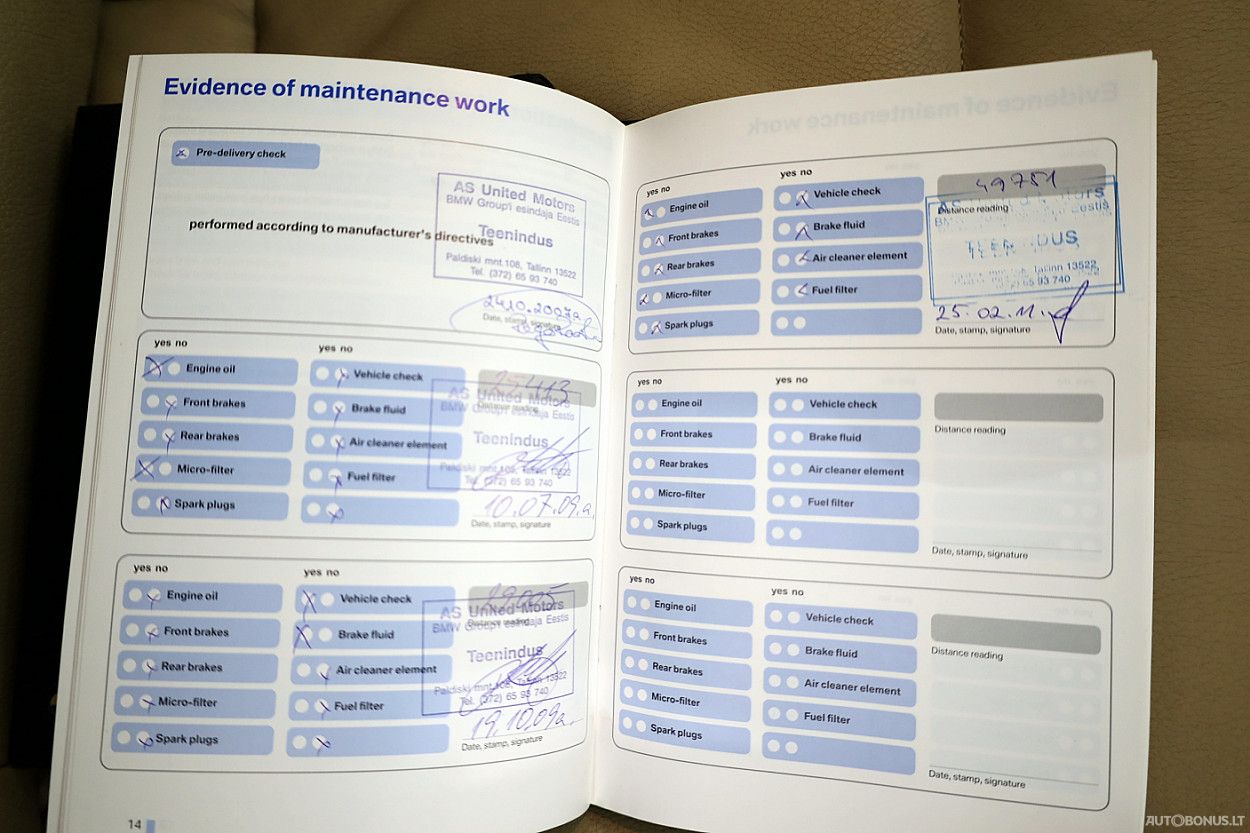 Evidence of maintenance work
Pre-delivery check
performed according to manufacturer's directives
AS United Motors
BMW Group'i esindaja Eestis
Teenindus
Paldiski mnt 108, Tallinn 13522
Tel. (372) 65 93 740
24.10.2007a.
Date, stamp, signature
yes no
Engine oil
Front brakes
Rear brakes
Micro-filter
Spark plugs
yes no
Vehicle check
Brake fluid
Air cleaner element
Fuel filter
25413
Distance reading
AS United Motors
BMW Group'i esindaja Eestis
Teenindus
Paldiski mnt 108, Tallinn 13522
Tel. (372) 65 93 740
10.07.09.a.
Date, stamp, signature
yes no
Engine oil
Front brakes
Rear brakes
Micro-filter
Spark plugs
yes no
Vehicle check
Brake fluid
Air cleaner element
Fuel filter
Distance reading
AS United Motors
BMW Group'i esindaja Eestis
Teenindus
Paldiski mnt 108, Tallinn 13522
Tel. (372) 65 93 740
19.10.09a.
Date, stamp, signature
14
yes no
Engine oil
Front brakes
Rear brakes
Micro-filter
Spark plugs
yes no
Vehicle check
Brake fluid
Air cleaner element
Fuel filter
49751
Distance reading
Eestis
Tallinn 13522
65 93 740
25.02.11.
Date, stamp, signature
yes no
Engine oil
Front brakes
Rear brakes
Micro-filter
Spark plugs
yes no
Vehicle check
Brake fluid
Air cleaner element
Fuel filter
Distance reading
Date, stamp, signature
yes no
Engine oil
Front brakes
Rear brakes
Micro-filter
Spark plugs
yes no
Vehicle check
Brake fluid
Air cleaner element
Fuel filter
Distance reading
Date, stamp, signature
AUTOBONUS.LT